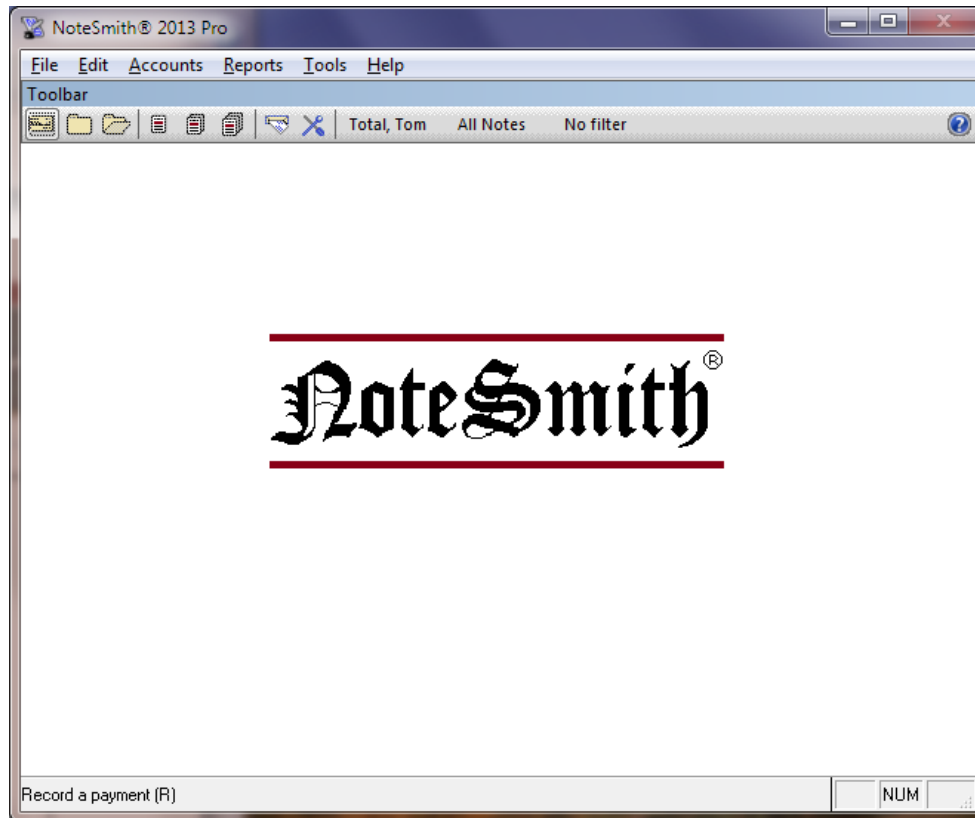 NoteSmith® 2013 Pro
File Edit Accounts Reports Tools Help
Toolbar
Total, Tom All Notes No filter ?
NoteSmith®
Record a payment (R) NUM